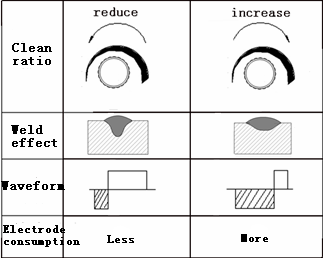 reduce increase
Clean
ratio
Weld
effect
Waveform
Electrode
consumption Less More